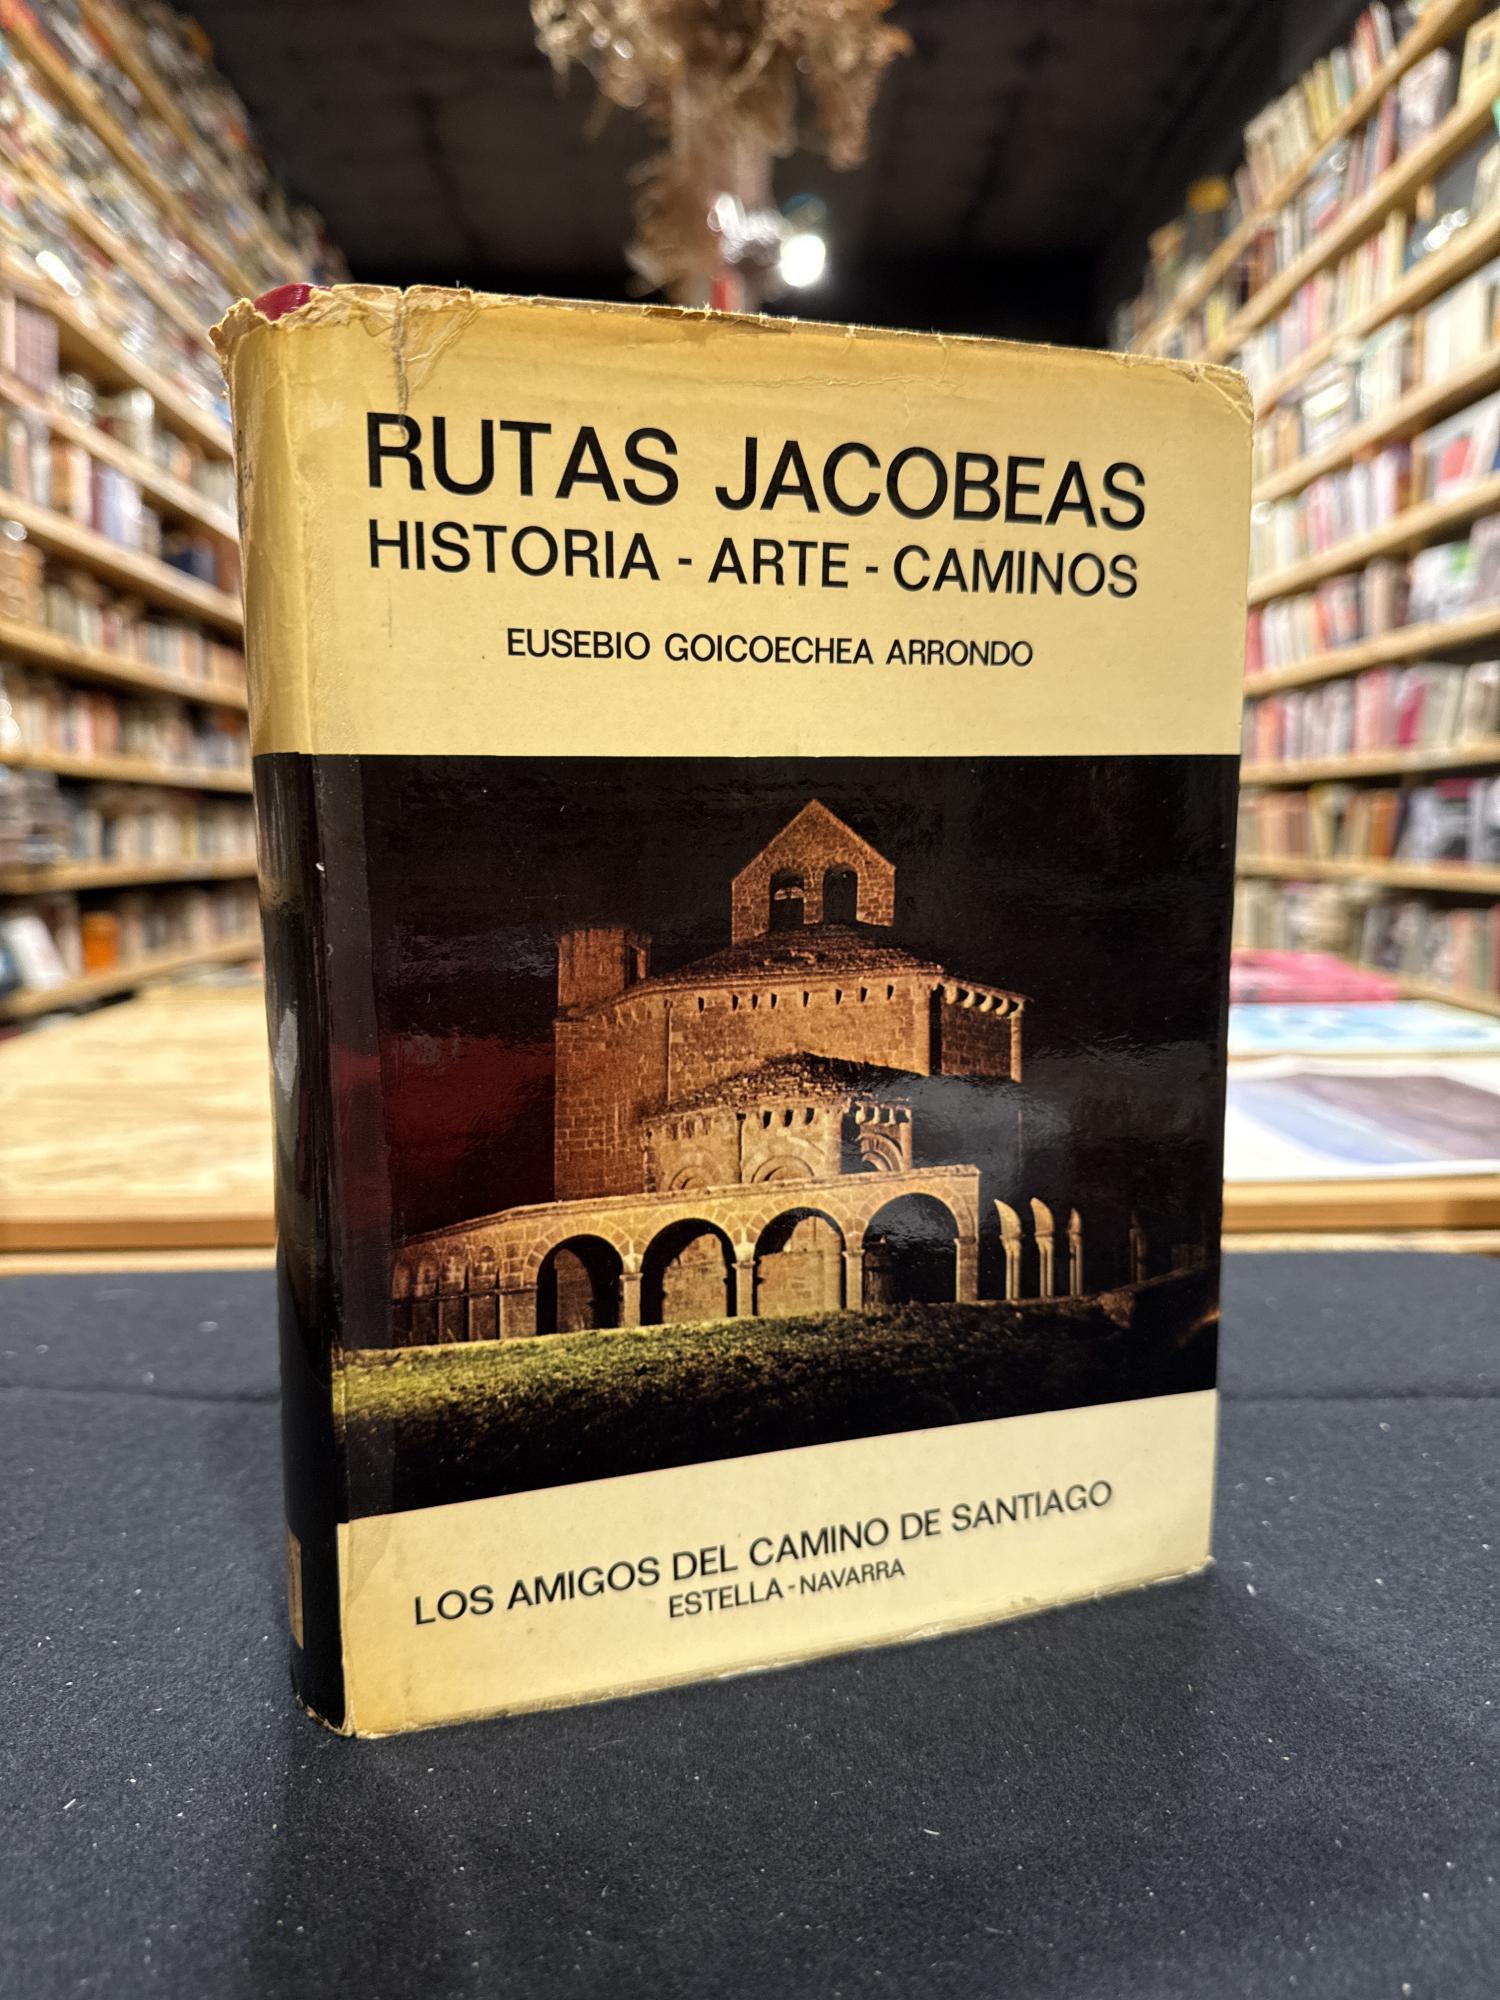 RUTAS JACOBEAS
HISTORIA - ARTE - CAMINOS
EUSEBIO GOICOECHEA ARRONDO
LOS AMIGOS DEL CAMINO DE SANTIAGO
ESTELLA - NAVARRA